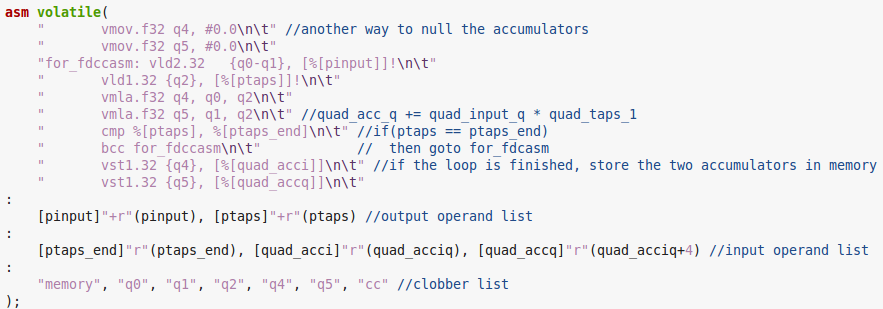 asm volatile(
    "       vmov.f32 q4, #0.0\n\t" //another way to null the accumulators
    "       vmov.f32 q5, #0.0\n\t"
    "for_fdccasm: vld2.32   {q0-q1}, [%[pinput]]!\n\t"
    "       vld1.32 {q2}, [%[ptaps]]!\n\t"
    "       vmla.f32 q4, q0, q2\n\t"
    "       vmla.f32 q5, q1, q2\n\t" //quad_acc_q += quad_input_q * quad_taps_1
    "       cmp %[ptaps], %[ptaps_end]\n\t" //if(ptaps == ptaps_end)
    "       bcc for_fdccasm\n\t"            //  then goto for_fdcasm
    "       vst1.32 {q4}, [%[quad_acci]]\n\t" //if the loop is finished, store the two accumulators in memory
    "       vst1.32 {q5}, [%[quad_accq]]\n\t"
:
    [pinput]"+r"(pinput), [ptaps]"+r"(ptaps) //output operand list
:
    [ptaps_end]"r"(ptaps_end), [quad_acci]"r"(quad_acciq), [quad_accq]"r"(quad_acciq+4) //input operand list
:
    "memory", "q0", "q1", "q2", "q4", "q5", "cc" //clobber list
);